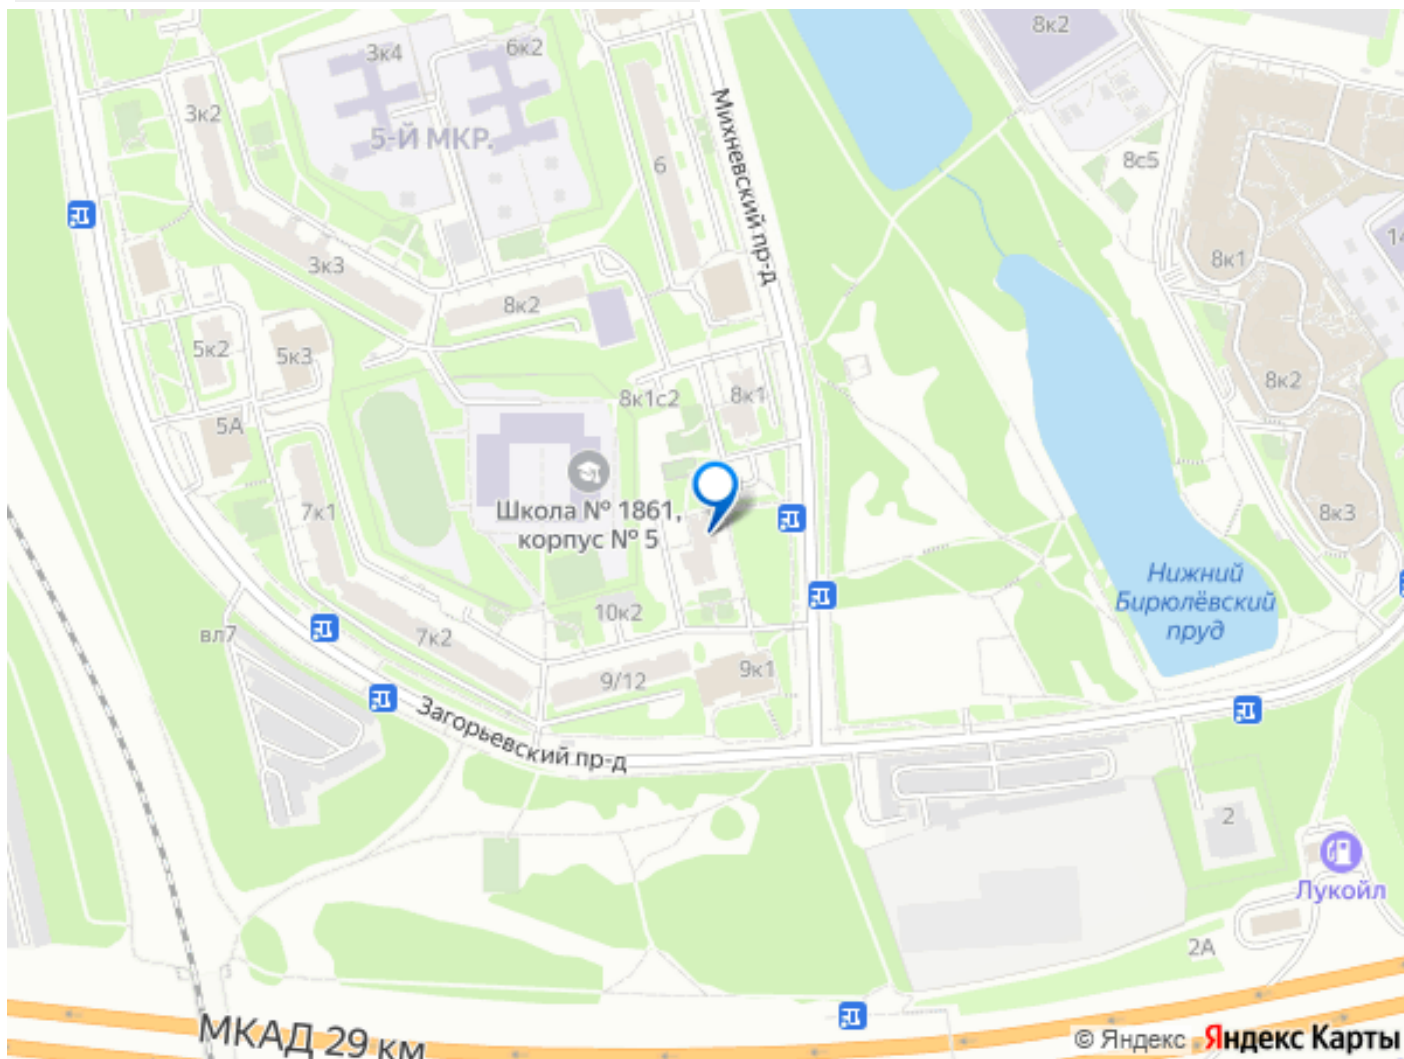 8к2
3к4
6к2
3к2
5-Й МКР.
Михневский пр-д
6
8с5
14
3к3
8к1
8к2
5к2
5к3
8к1с2
8к1
8к2
5А
7к1
Школа № 1861,
корпус № 5
8к3
Нижний
Бирюлёвский
пруд
10к2
вл7
7к2
9/12
9к1
Загорьевский пр-д
2
Лукойл
2А
МКАД 29 км
© Яндекс Яндекс Карты